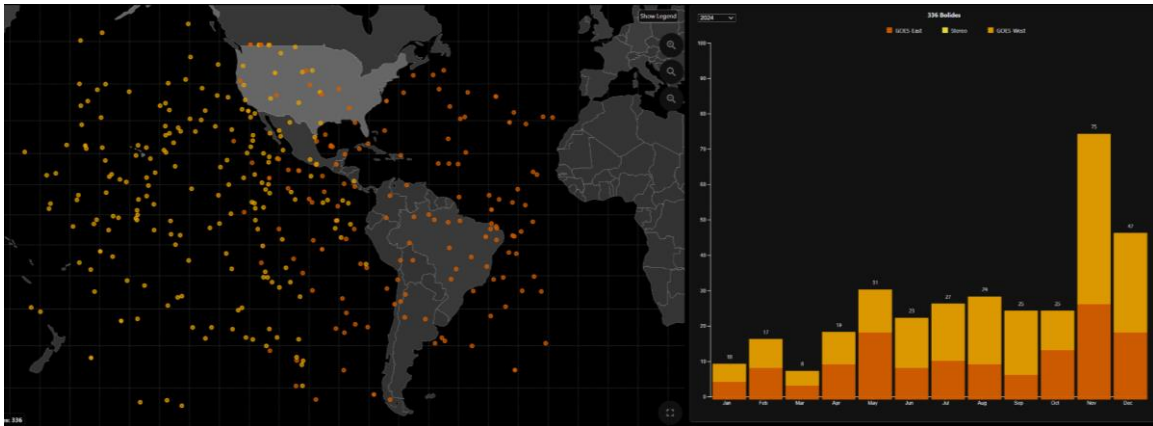 Show Legend
336
2024
336 Bolides
GOES-East Stereo GOES-West
100
90
80
70
60
50
40
30
20
10
0
10 17 8 19 31 23 27 29 25 25 75 47
Jan Feb Mar Apr May Jun Jul Aug Sep Oct Nov Dec